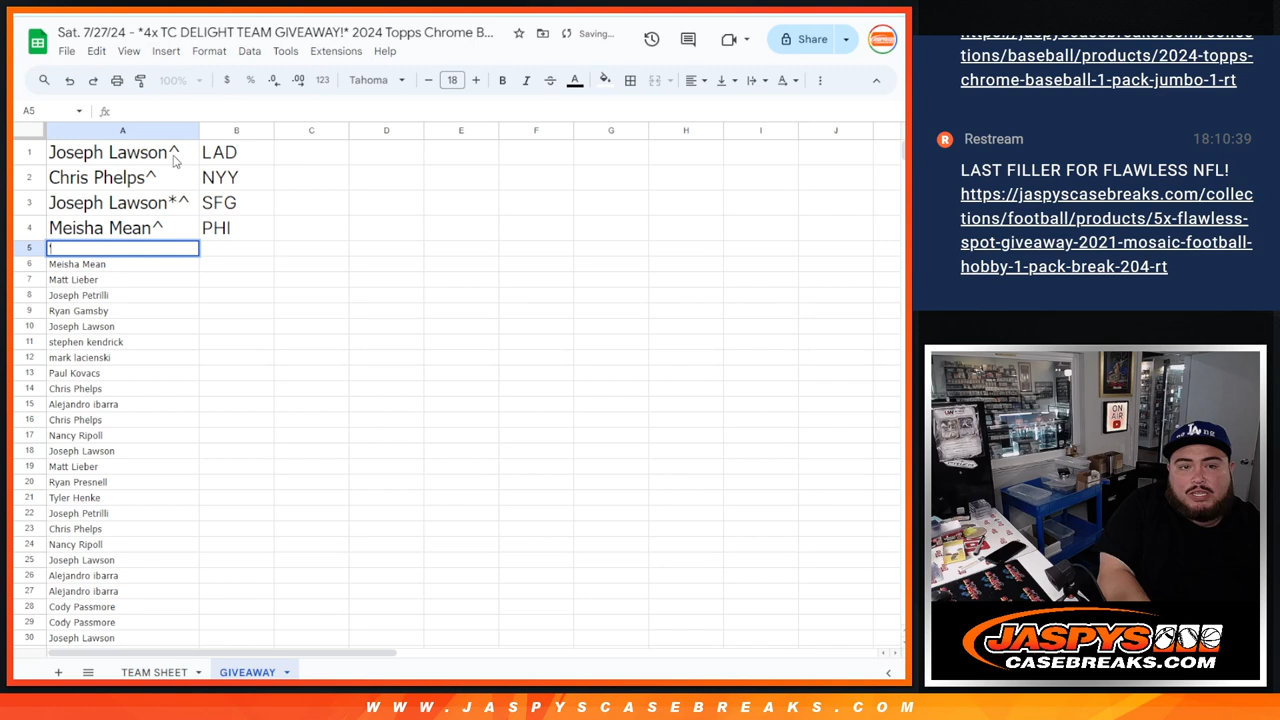 Sat. 7/27/24 - *4x TC DELIGHT TEAM GIVEAWAY!* 2024 Topps Chrome B...
Saving...
Share
File Edit View Insert Format Data Tools Extensions Help
100% $ % .0 .00 123 Tahoma 18 B I S A
A5 fx
A B C D E F G H I J
1 Joseph Lawson^ LAD
2 Chris Phelps^ NYY
3 Joseph Lawson*^ SFG
4 Meisha Mean^ PHI
5
6 Meisha Mean
7 Matt Lieber
8 Joseph Petrilli
9 Ryan Gamsby
10 Joseph Lawson
11 stephen kendrick
12 mark lacienski
13 Paul Kovacs
14 Chris Phelps
15 Alejandro ibarra
16 Chris Phelps
17 Nancy Ripoll
18 Joseph Lawson
19 Matt Lieber
20 Ryan Presnell
21 Tyler Henke
22 Joseph Petrilli
23 Chris Phelps
24 Nancy Ripoll
25 Joseph Lawson
26 Alejandro ibarra
27 Alejandro ibarra
28 Cody Passmore
29 Cody Passmore
30 Joseph Lawson
TEAM SHEET GIVEAWAY
https://jaspyscasebreaks.com/collec
tions/baseball/products/2024-topps-
chrome-baseball-1-pack-jumbo-1-rt
Restream 18:10:39
LAST FILLER FOR FLAWLESS NFL!
https://jaspyscasebreaks.com/collec
tions/football/products/5x-flawless-
spot-giveaway-2021-mosaic-football-
hobby-1-pack-break-204-rt
ON
AIR
LA
JASPYS
CASEBREAKS.COM
WWW.JASPYSCASEBREAKS.COM